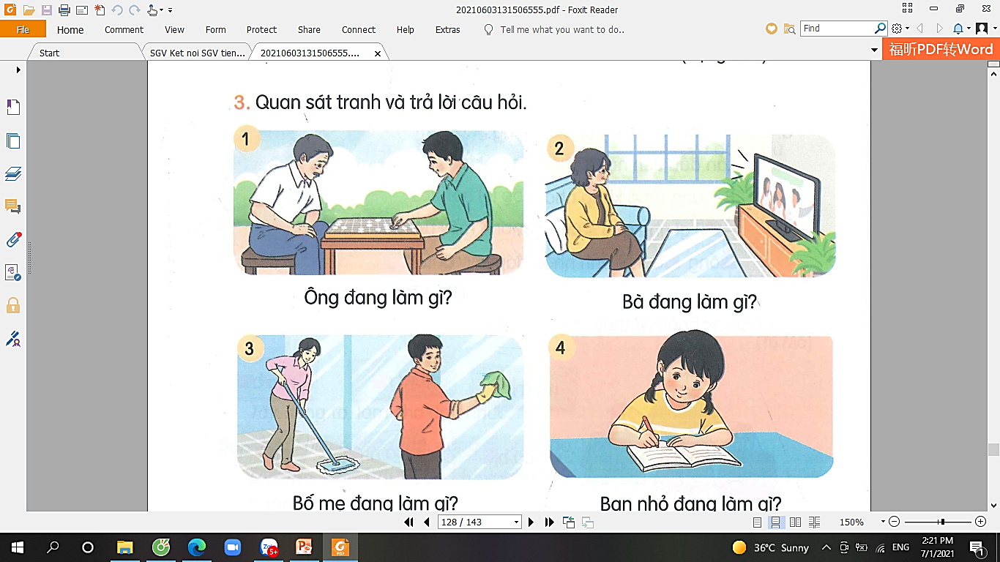 20210603131506555.pdf - Foxit Reader
File Home Comment View Form Protect Share Connect Help Extras Tell me what you want to do.. Find
Start SGV Ket noi SGV tien... 20210603131506555....
福昕PDF转Word
3. Quan sát tranh và trả lời câu hỏi.
1
2
Ông đang làm gì?
Bà đang làm gì?
3
4
Bố mẹ đang làm gì?
Bạn nhỏ đang làm gì?
128 / 143
150%
5+
36°C Sunny
ENG
2:21 PM
7/1/2021
1